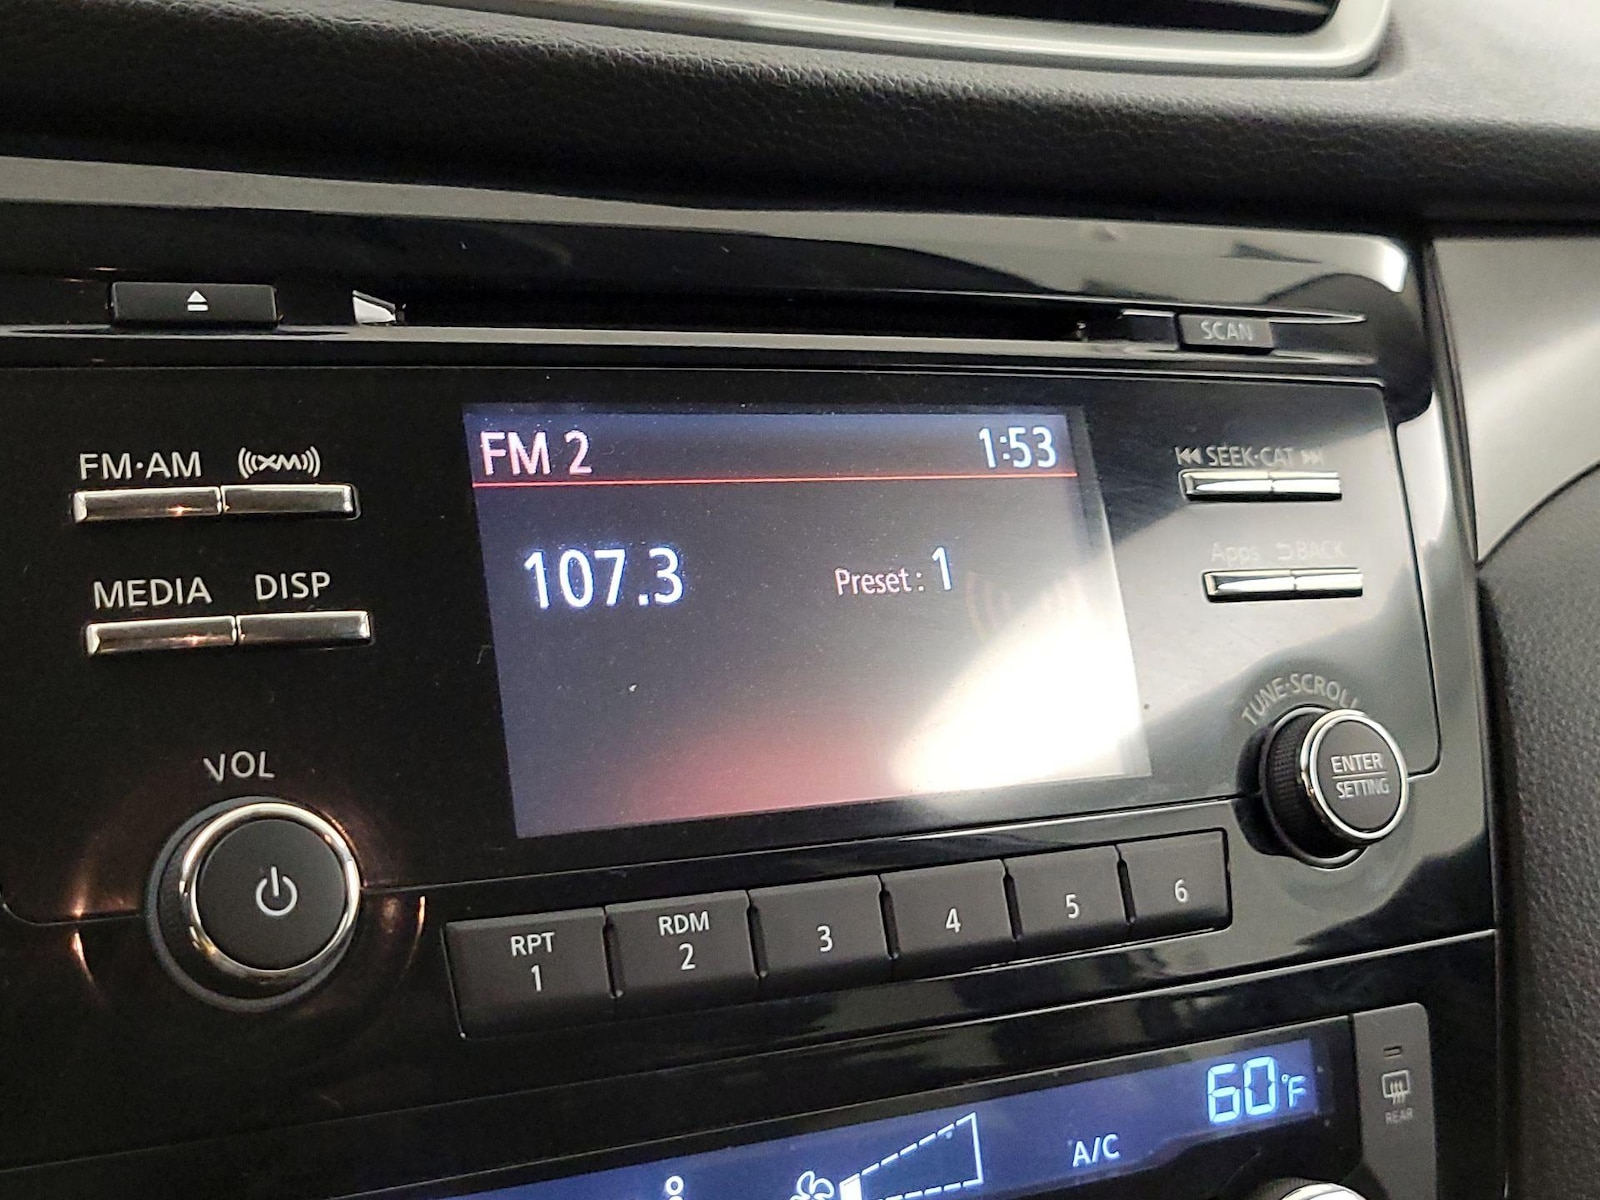 SCAN
FM 2 1:53
FM·AM XM
SEEK·CAT
107.3 Preset : 1
Apps BACK
MEDIA DISP
TUNE·SCROLL
VOL
ENTER
SETTING
RPT RDM
1 2 3 4 5 6
60°F
REAR
A/C